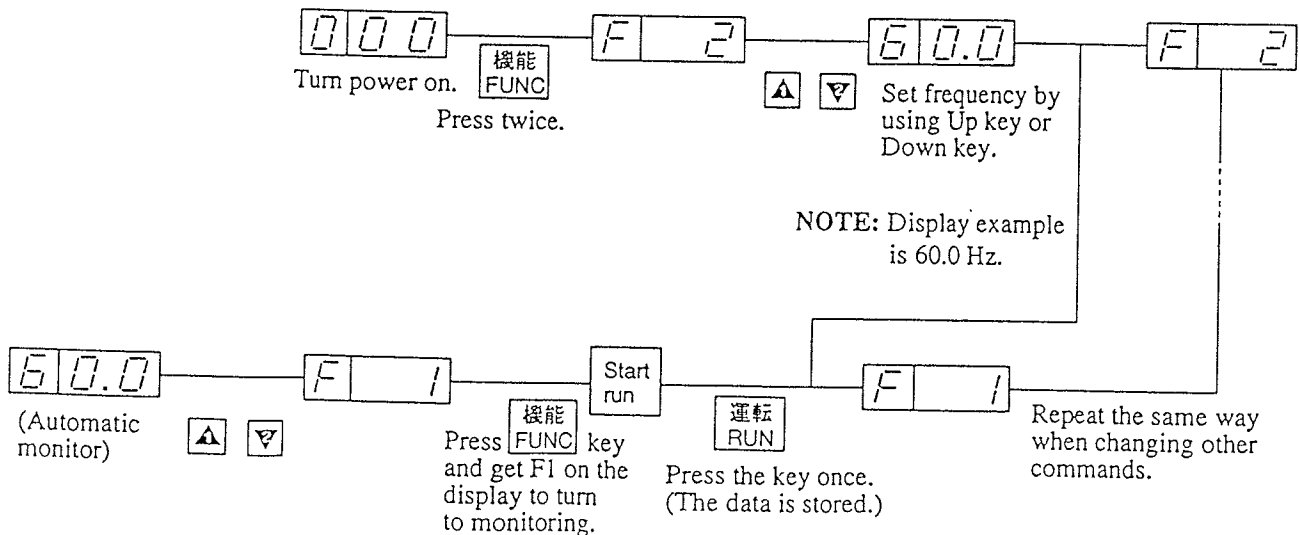 000
F 2
60.0
F 2
Turn power on.
機能
FUNC
Press twice.
Set frequency by
using Up key or
Down key.
NOTE: Display example
is 60.0 Hz.
60.0
F 1
Start
run
F 1
(Automatic
monitor)
Press 機能 FUNC key
and get F1 on the
display to turn
to monitoring.
運転
RUN
Press the key once.
(The data is stored.)
Repeat the same way
when changing other
commands.